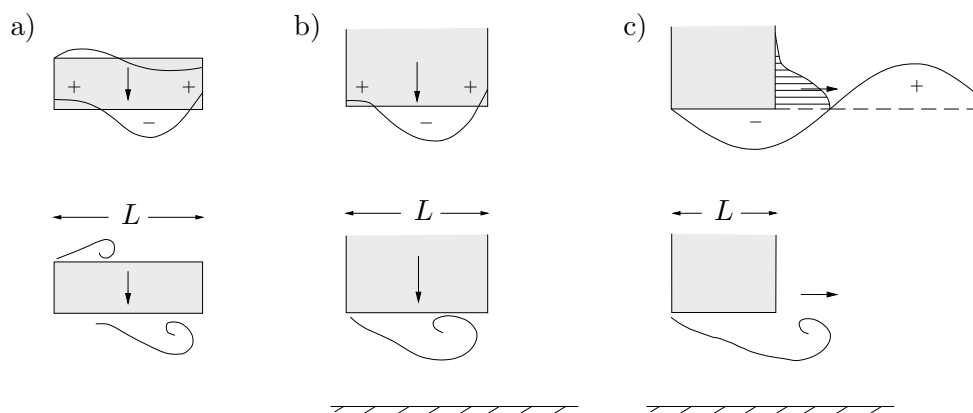 a) b) c)
+ + − + + − − +
L L L